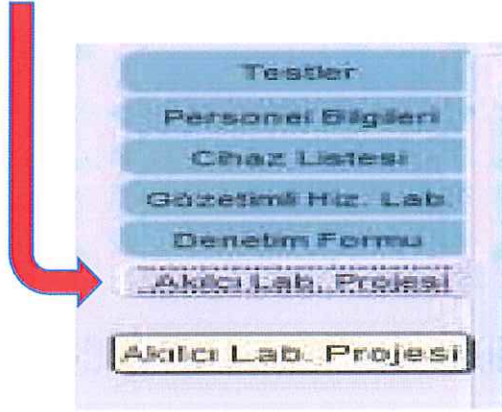 Testler
Personel Bilgileri
Cihaz Listesi
Gözetimli Hiz. Lab.
Denetim Formu
Akılcı Lab. Projesi
Akılcı Lab. Projesi